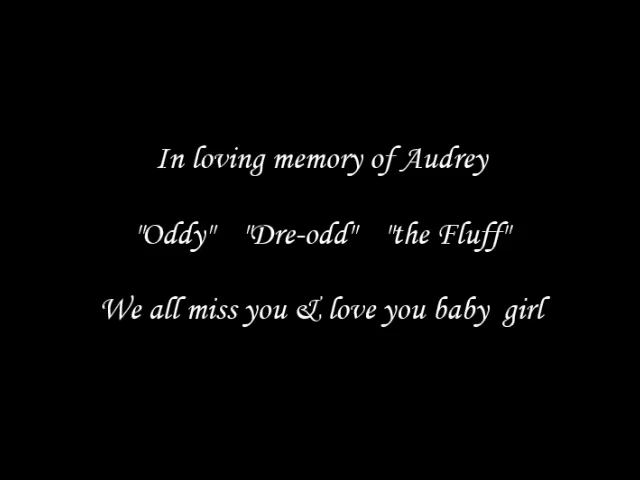 In loving memory of Audrey
"Oddy" "Dre-odd" "the Fluff"
We all miss you & love you baby girl